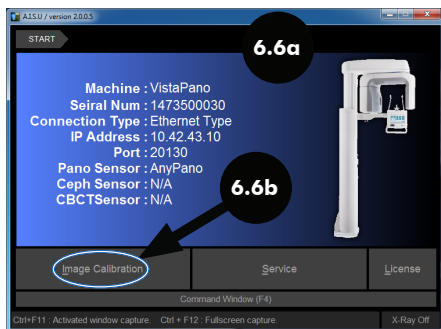 A.I.S.U / version 2.0.0.5
START
6.6a
Machine : VistaPano
Seiral Num : 1473500030
Connection Type : Ethernet Type
IP Address : 10.42.43.10
Port : 20130
Pano Sensor : AnyPano
Ceph Sensor : N/A
CBCTSensor : N/A
6.6b
Image Calibration
Service
License
Command Window (F4)
Ctrl+F11 : Activated window capture. Ctrl + F12 : Fullscreen capture.
X-Ray Off